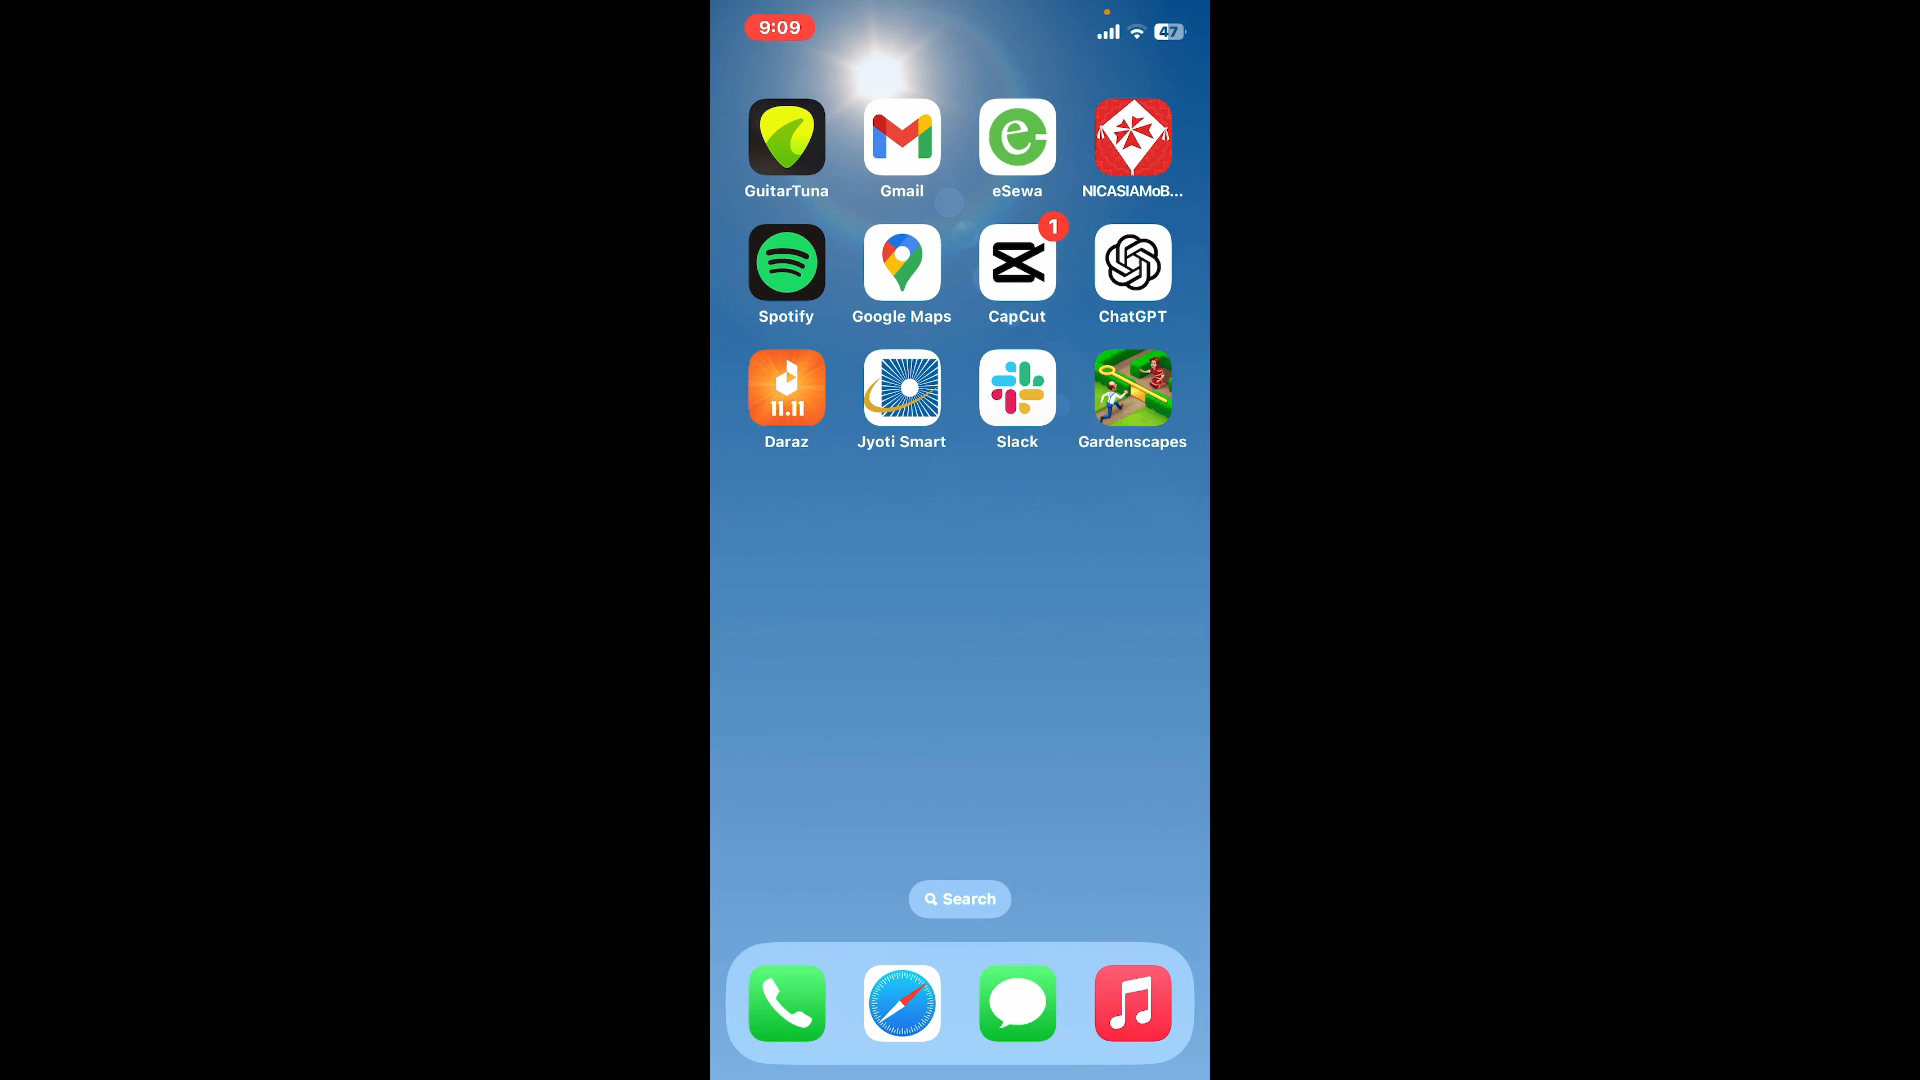 9:09
47
GuitarTuna Gmail eSewa NICASIAMoB...
1
Spotify Google Maps CapCut ChatGPT
11.11
Daraz Jyoti Smart Slack Gardenscapes
Search